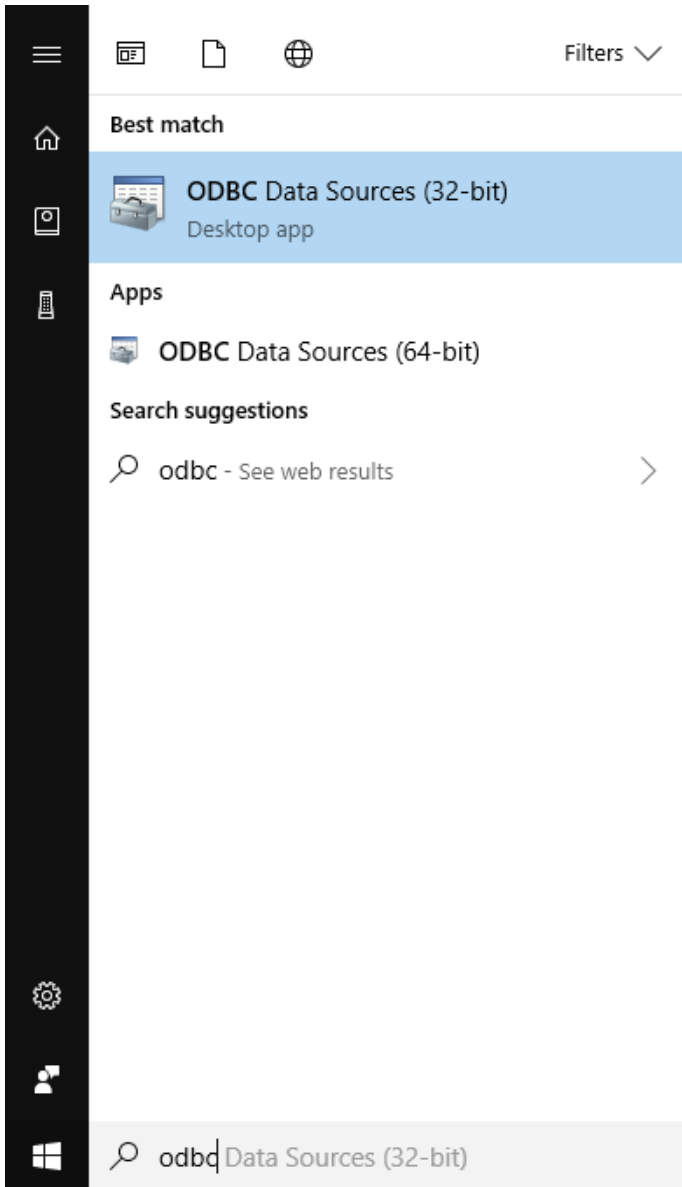 Filters
Best match
ODBC Data Sources (32-bit)
Desktop app
Apps
ODBC Data Sources (64-bit)
Search suggestions
odbc - See web results
odbc Data Sources (32-bit)